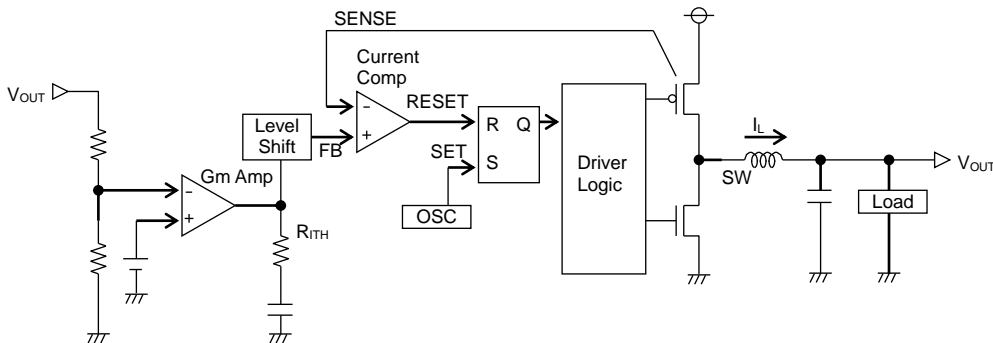 SENSE
Current
Comp
VOUT
−
+
RESET
Level
Shift
FB
R Q
S
SET
Driver
Logic
IL
SW
VOUT
Gm Amp
−
+
OSC
Load
RITH